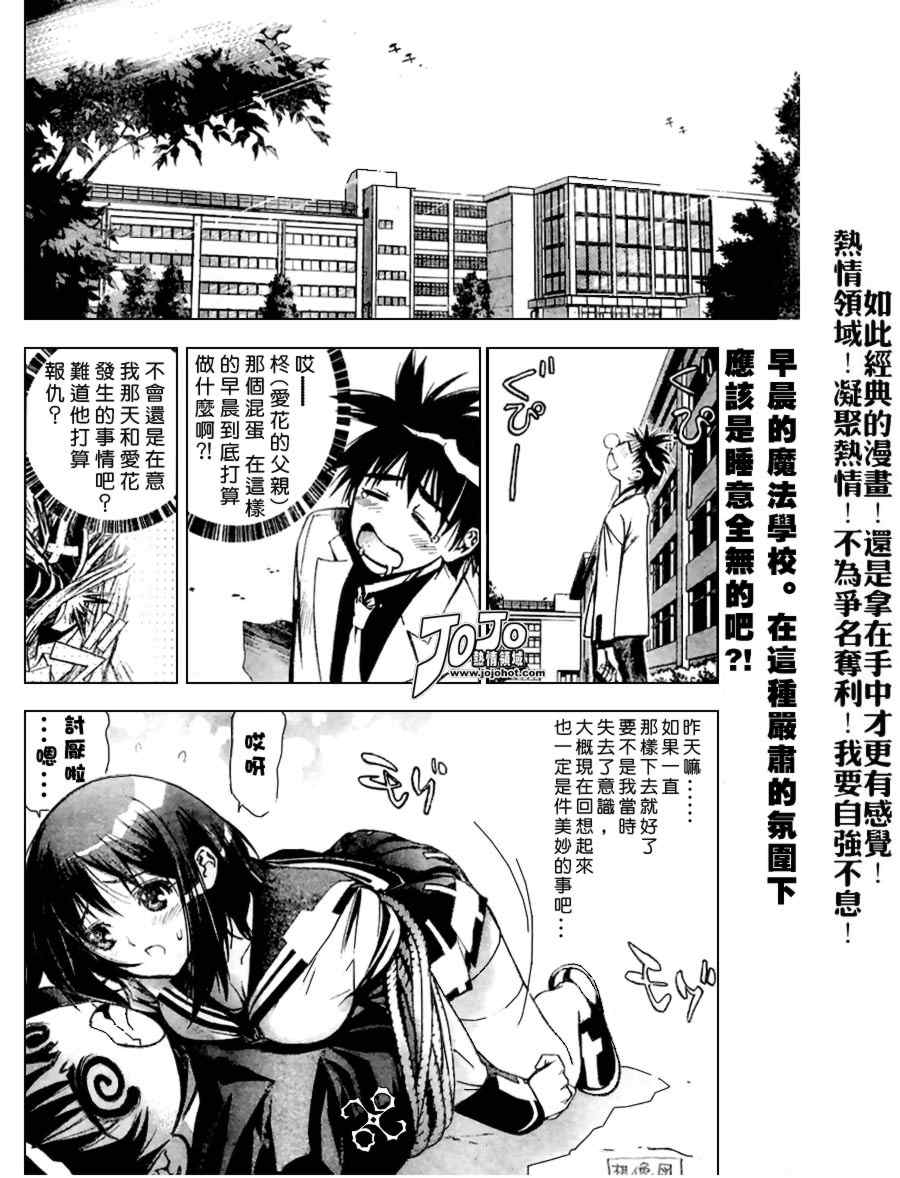 如此經典的漫畫！還是拿在手中才更有感覺！
熱情領域！凝聚熱情！不為爭名奪利！我要自強不息！
早晨的魔法學校。在這種嚴肅的氛圍下
應該是睡意全無的吧？！
ぐぴっ
ぐぴー
哎──
柊（愛花的父親）
那個混蛋 在這樣
的早晨到底打算
做什麼啊？！
不會還是在意
我那天和愛花
發生的事情吧？
難道他打算
報仇？
JOJO
熱情領域
www.jojohot.com
昨天嘛……
如果一直
那樣下去就好了
要不是我當時
失去了意識，
大概現在回想起來
也一定是件美妙的事吧…
哎呀
討厭啦
…嗯…
モゾ
モゾ
想像圖